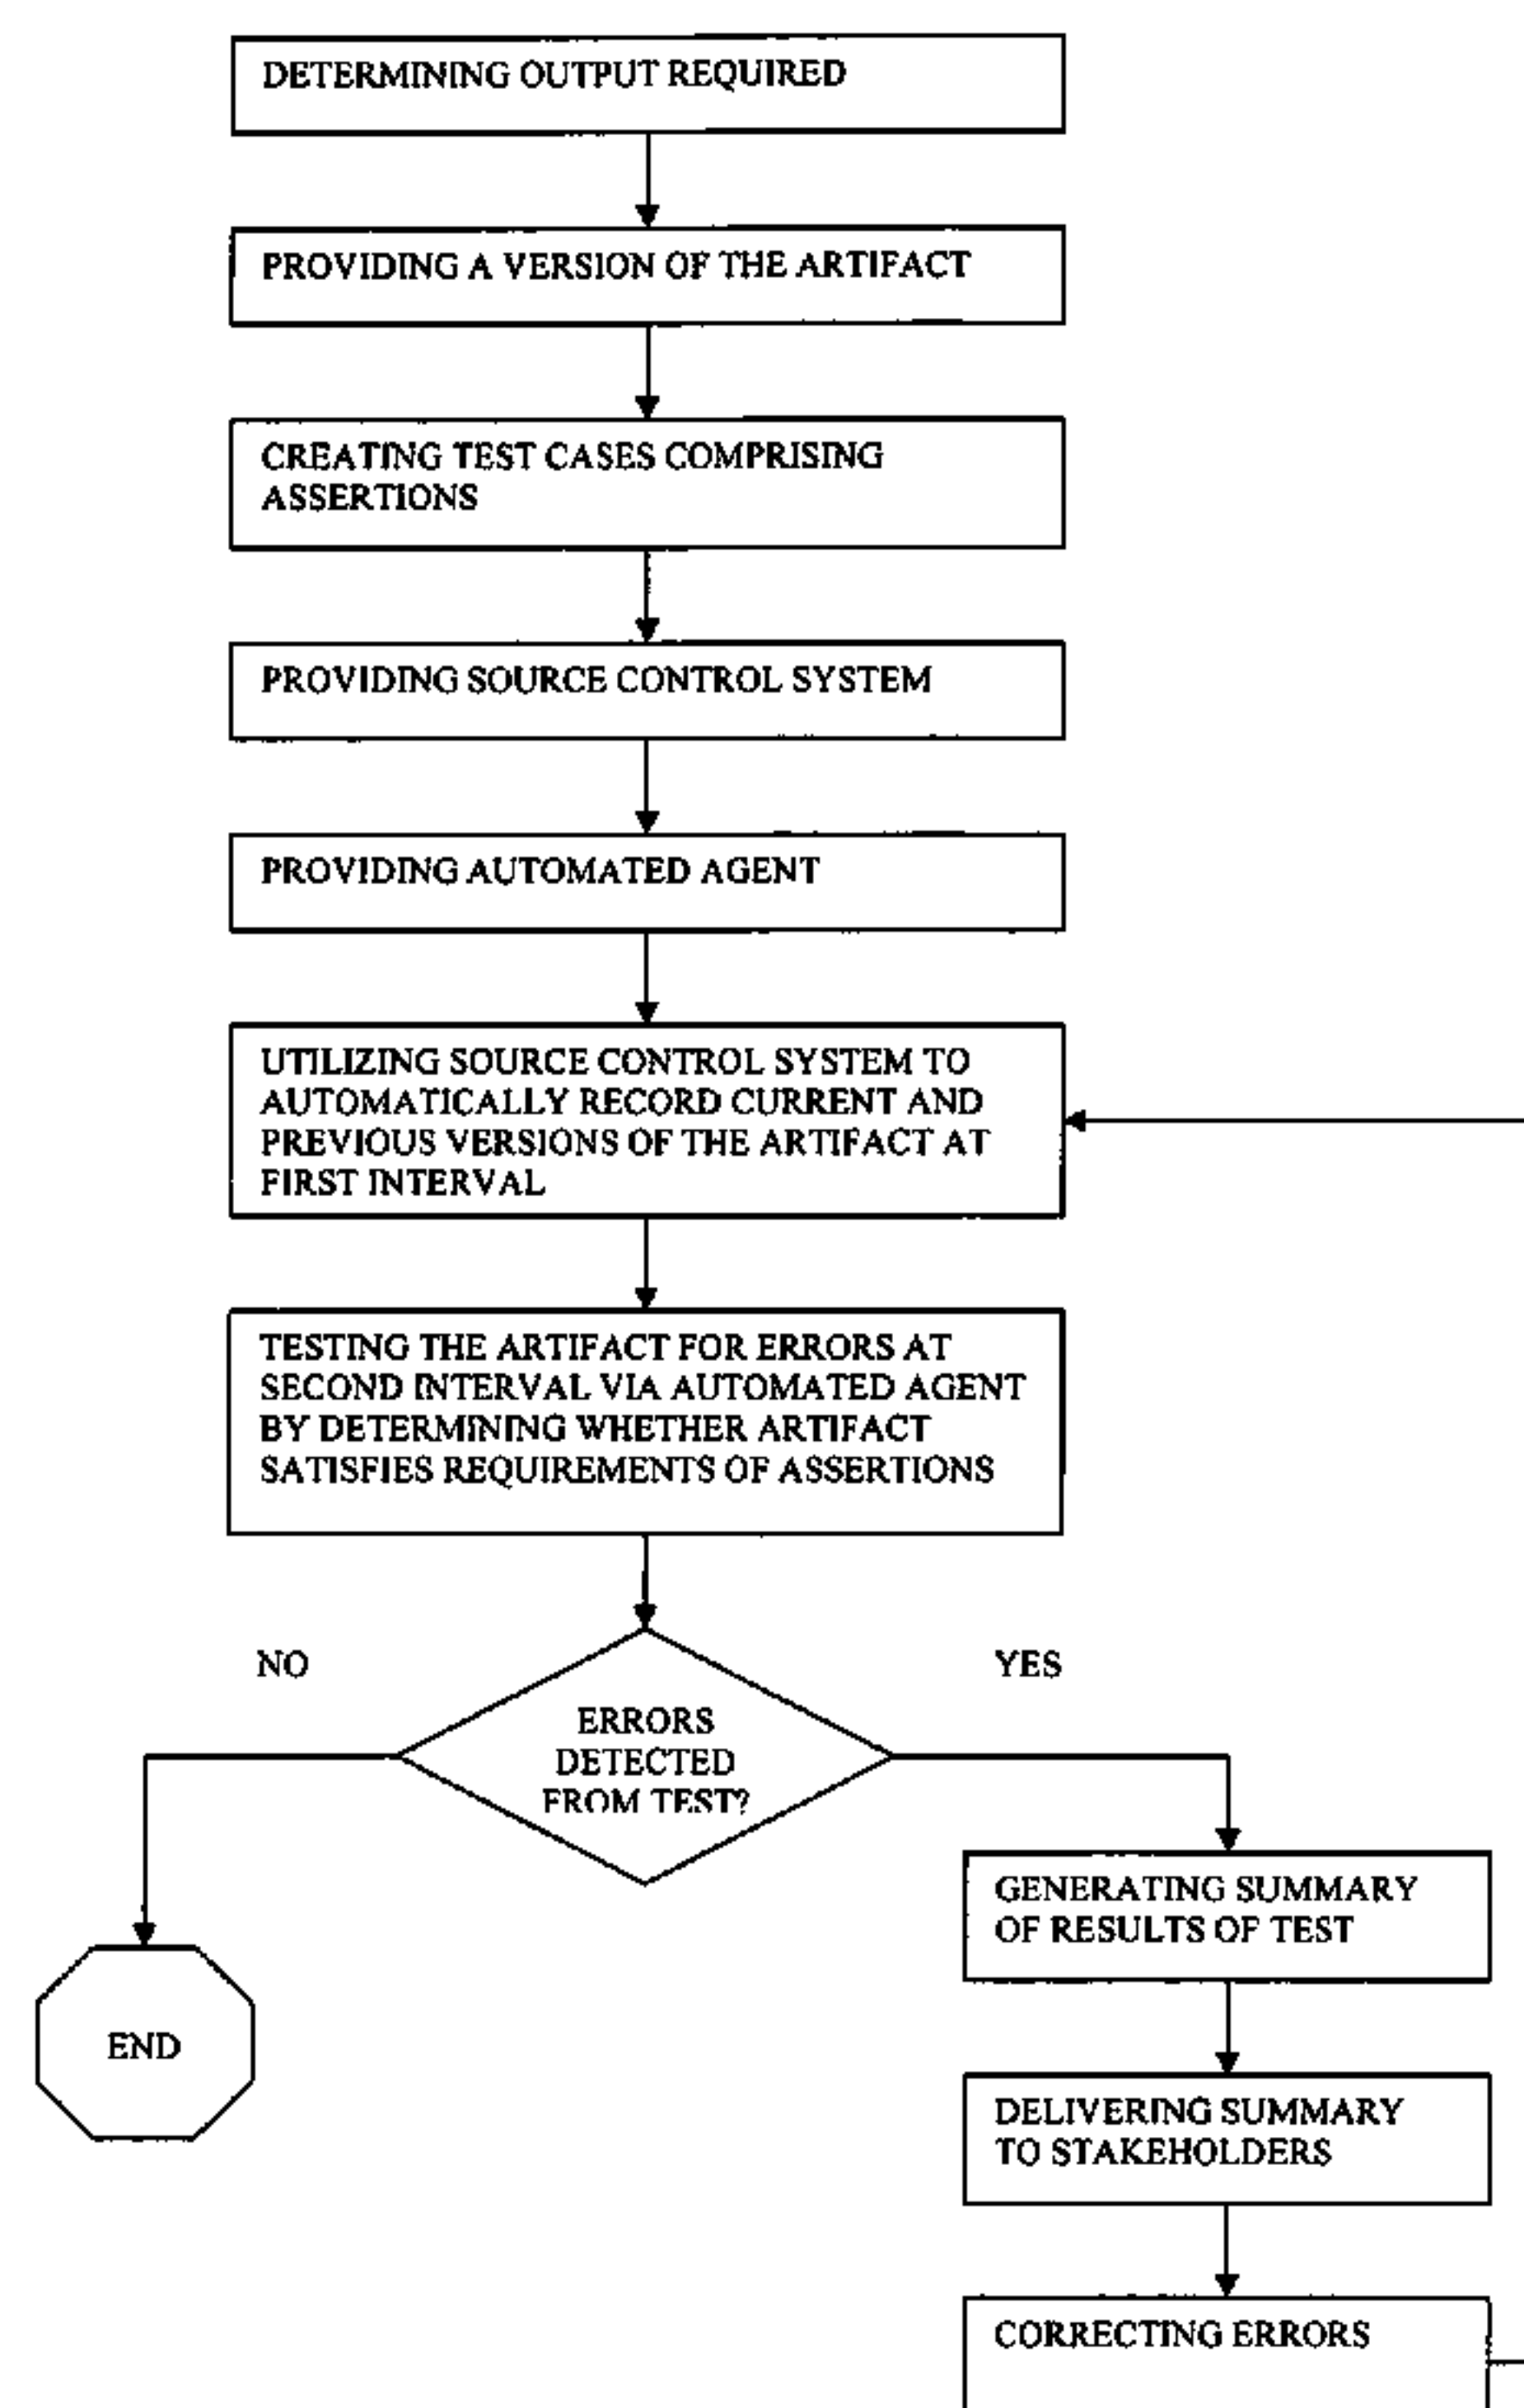 DETERMINING OUTPUT REQUIRED
PROVIDING A VERSION OF THE ARTIFACT
CREATING TEST CASES COMPRISING
ASSERTIONS
PROVIDING SOURCE CONTROL SYSTEM
PROVIDING AUTOMATED AGENT
UTILIZING SOURCE CONTROL SYSTEM TO
AUTOMATICALLY RECORD CURRENT AND
PREVIOUS VERSIONS OF THE ARTIFACT AT
FIRST INTERVAL
TESTING THE ARTIFACT FOR ERRORS AT
SECOND INTERVAL VIA AUTOMATED AGENT
BY DETERMINING WHETHER ARTIFACT
SATISFIES REQUIREMENTS OF ASSERTIONS
NO
YES
ERRORS
DETECTED
FROM TEST?
GENERATING SUMMARY
OF RESULTS OF TEST
END
DELIVERING SUMMARY
TO STAKEHOLDERS
CORRECTING ERRORS